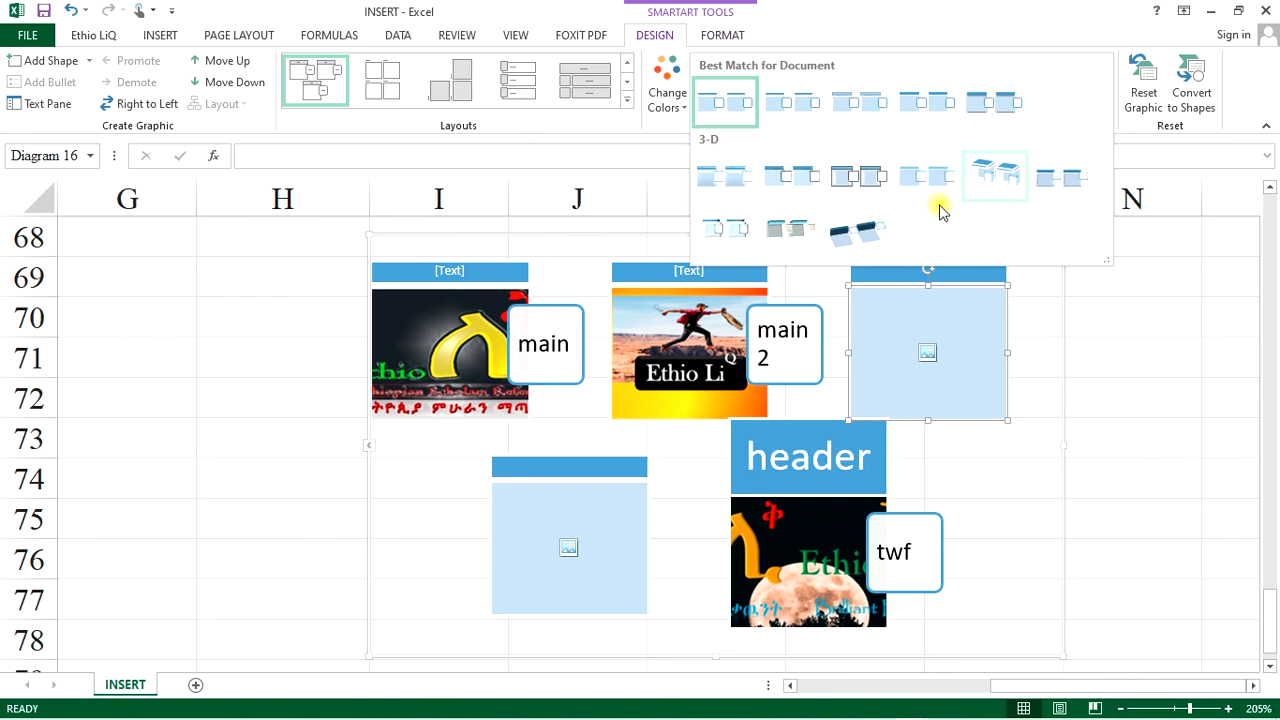 INSERT - Excel
SMARTART TOOLS
? 
FILE
Ethio LiQ
INSERT
PAGE LAYOUT
FORMULAS
DATA
REVIEW
VIEW
FOXIT PDF
DESIGN
FORMAT
Sign in
Add Shape
Promote
Move Up
Add Bullet
Demote
Move Down
Text Pane
Right to Left
Layout
Create Graphic
Layouts
Change
Colors
Best Match for Document
3-D
Reset
Graphic
Convert
to Shapes
Reset
Diagram 16
fx
G H I J N
68
69
70
71
72
73
74
75
76
77
78
[Text]
[Text]
main
main
2
Ethio Li
Q
ትዮጲያ ምሁራን ማጣ
header
twf
INSERT
READY
205%